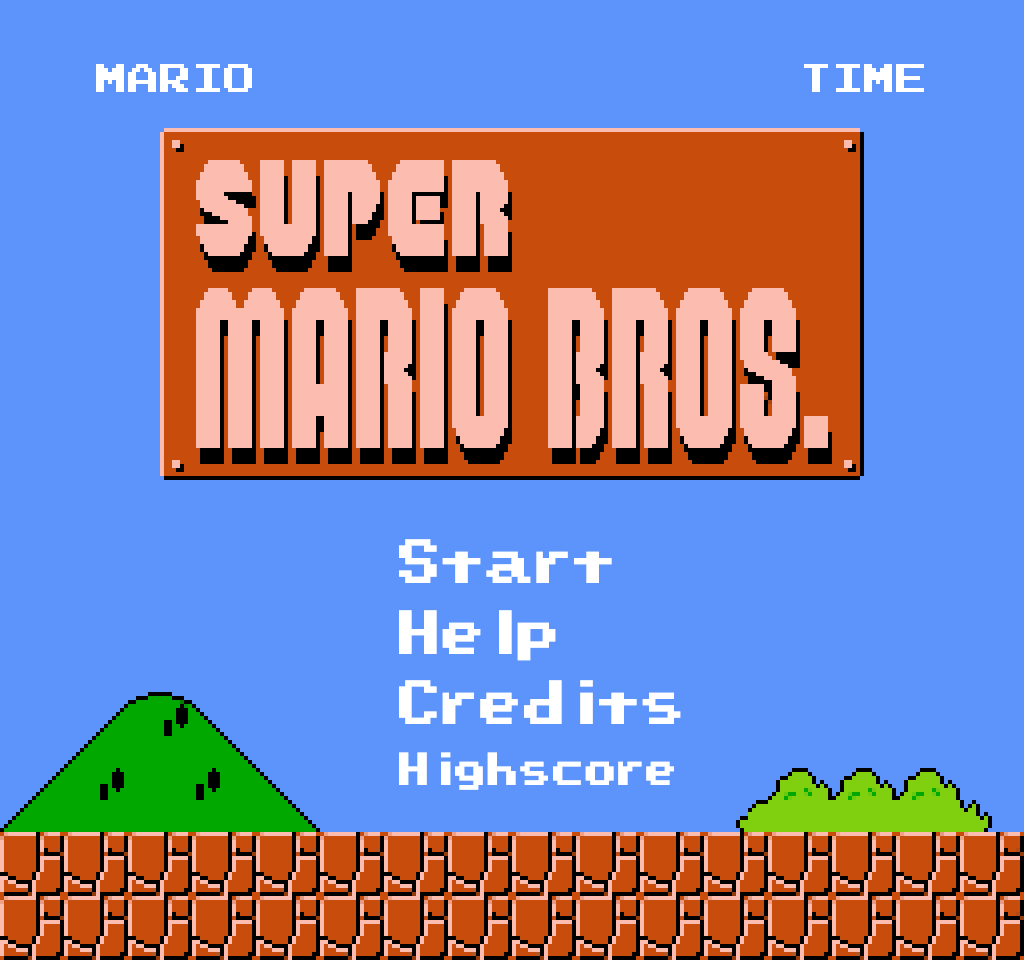 MARIO TIME
SUPER
MARIO BROS.
Start
Help
Credits
Highscore